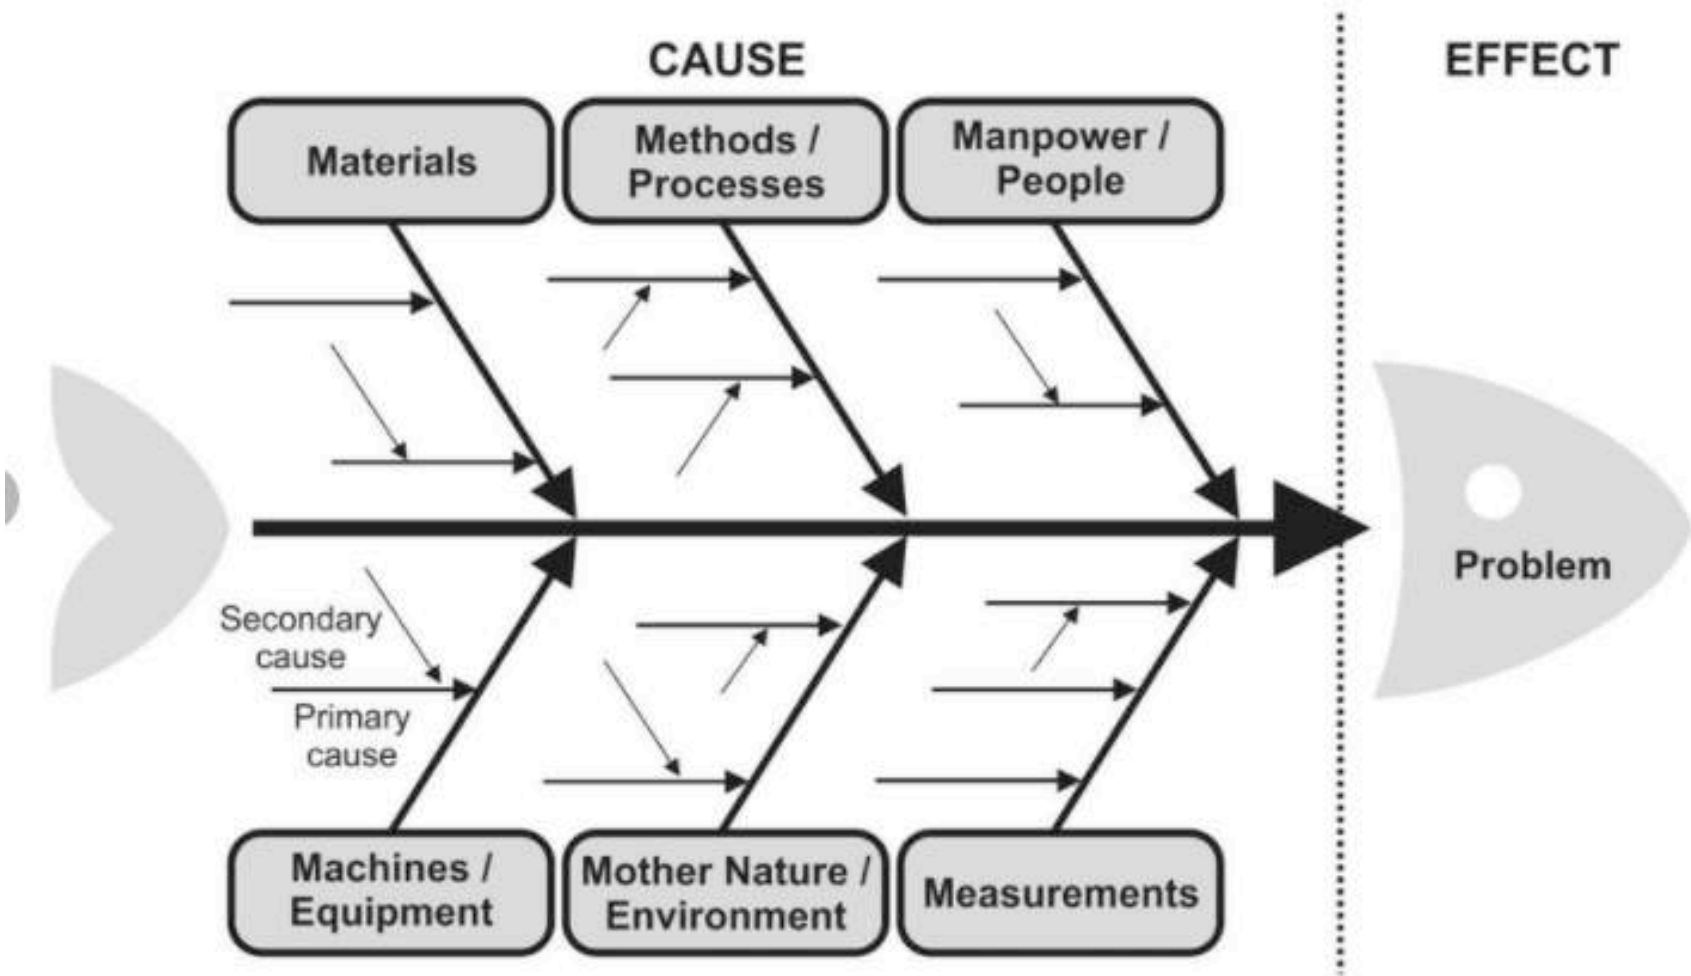 CAUSE
EFFECT
Materials
Methods /
Processes
Manpower /
People
Problem
Secondary
cause
Primary
cause
Machines /
Equipment
Mother Nature /
Environment
Measurements